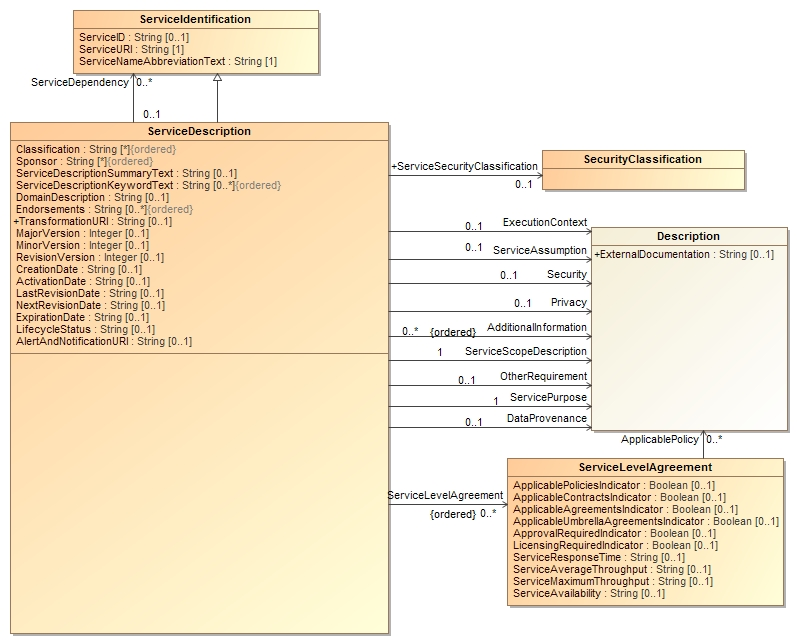 ServiceIdentification
ServiceID : String [0..1]
ServiceURI : String [1]
ServiceNameAbbreviationText : String [1]
ServiceDependency 0..*
0..1
ServiceDescription
Classification : String [*]{ordered}
Sponsor : String [*]{ordered}
ServiceDescriptionSummaryText : String [0..1]
ServiceDescriptionKeywordText : String [0..*]{ordered}
DomainDescription : String [0..1]
Endorsements : String [0..*]{ordered}
+TransformationURI : String [0..1]
MajorVersion : Integer [0..1]
MinorVersion : Integer [0..1]
RevisionVersion : Integer [0..1]
CreationDate : String [0..1]
ActivationDate : String [0..1]
LastRevisionDate : String [0..1]
NextRevisionDate : String [0..1]
ExpirationDate : String [0..1]
LifecycleStatus : String [0..1]
AlertAndNotificationURI : String [0..1]
+ServiceSecurityClassification
0..1
SecurityClassification
0..1 ExecutionContext
0..1 ServiceAssumption
0..1 Security
0..1 Privacy
0..* {ordered} AdditionalInformation
1 ServiceScopeDescription
0..1 OtherRequirement
1 ServicePurpose
0..1 DataProvenance
Description
+ExternalDocumentation : String [0..1]
ApplicablePolicy 0..*
ServiceLevelAgreement
{ordered} 0..*
ServiceLevelAgreement
ApplicablePoliciesIndicator : Boolean [0..1]
ApplicableContractsIndicator : Boolean [0..1]
ApplicableAgreementsIndicator : Boolean [0..1]
ApplicableUmbrellaAgreementsIndicator : Boolean [0..1]
ApprovalRequiredIndicator : Boolean [0..1]
LicensingRequiredIndicator : Boolean [0..1]
ServiceResponseTime : String [0..1]
ServiceAverageThroughput : String [0..1]
ServiceMaximumThroughput : String [0..1]
ServiceAvailability : String [0..1]